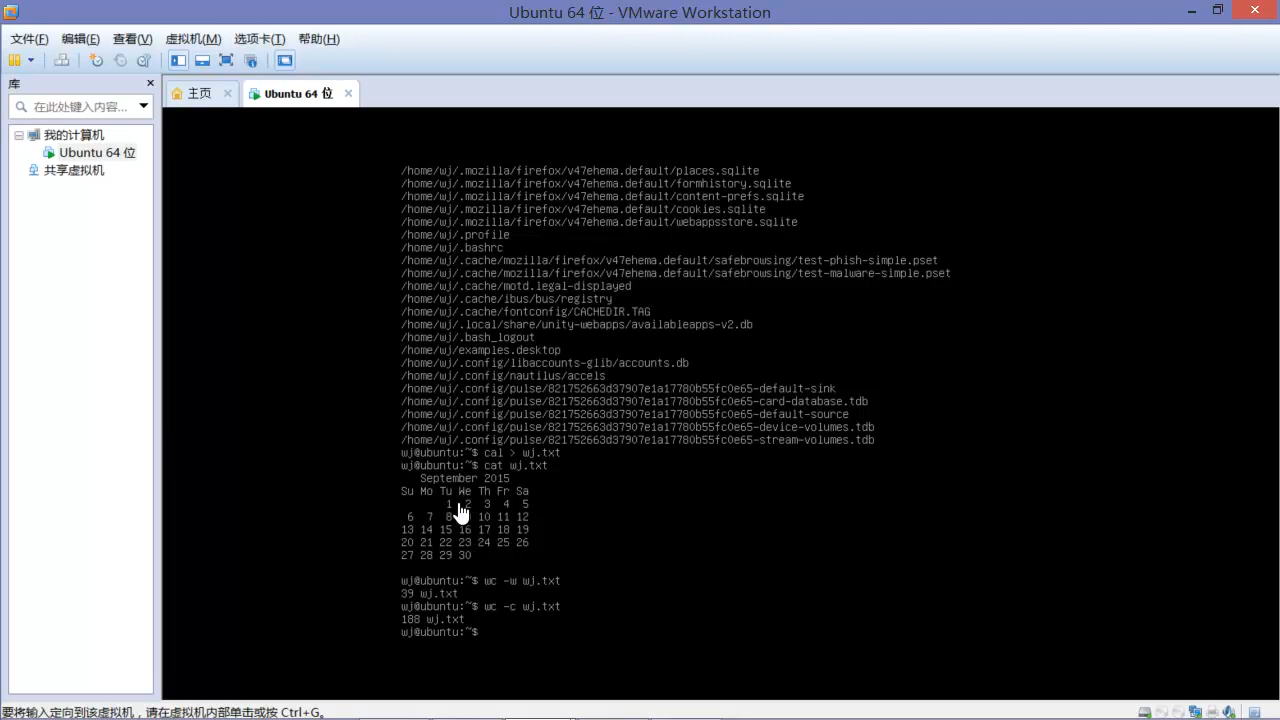 Ubuntu 64 位 - VMware Workstation
文件(F) 编辑(E) 查看(V) 虚拟机(M) 选项卡(T) 帮助(H)
库
在此处键入内容...
我的计算机
Ubuntu 64 位
共享虚拟机
主页
Ubuntu 64 位
/home/wj/.mozilla/firefox/v47ehema.default/places.sqlite
/home/wj/.mozilla/firefox/v47ehema.default/formhistory.sqlite
/home/wj/.mozilla/firefox/v47ehema.default/content-prefs.sqlite
/home/wj/.mozilla/firefox/v47ehema.default/cookies.sqlite
/home/wj/.mozilla/firefox/v47ehema.default/webappsstore.sqlite
/home/wj/.profile
/home/wj/.bashrc
/home/wj/.cache/mozilla/firefox/v47ehema.default/safebrowsing/test-phish-simple.pset
/home/wj/.cache/mozilla/firefox/v47ehema.default/safebrowsing/test-malware-simple.pset
/home/wj/.cache/motd.legal-displayed
/home/wj/.cache/ibus/bus/registry
/home/wj/.cache/fontconfig/CACHEDIR.TAG
/home/wj/.local/share/unity-webapps/availableapps-v2.db
/home/wj/.bash_logout
/home/wj/examples.desktop
/home/wj/.config/libaccounts-glib/accounts.db
/home/wj/.config/nautilus/accels
/home/wj/.config/pulse/821752663d37907e1a17780b55fc0e65-default-sink
/home/wj/.config/pulse/821752663d37907e1a17780b55fc0e65-card-database.tdb
/home/wj/.config/pulse/821752663d37907e1a17780b55fc0e65-default-source
/home/wj/.config/pulse/821752663d37907e1a17780b55fc0e65-device-volumes.tdb
/home/wj/.config/pulse/821752663d37907e1a17780b55fc0e65-stream-volumes.tdb
wj@ubuntu:~$ cal > wj.txt
wj@ubuntu:~$ cat wj.txt
September 2015
Su Mo Tu We Th Fr Sa
1 2 3 4 5
6 7 8 10 11 12
13 14 15 16 17 18 19
20 21 22 23 24 25 26
27 28 29 30
wj@ubuntu:~$ wc -w wj.txt
39 wj.txt
wj@ubuntu:~$ wc -c wj.txt
188 wj.txt
wj@ubuntu:~$
要将输入定向到该虚拟机，请在虚拟机内部单击或按 Ctrl+G。